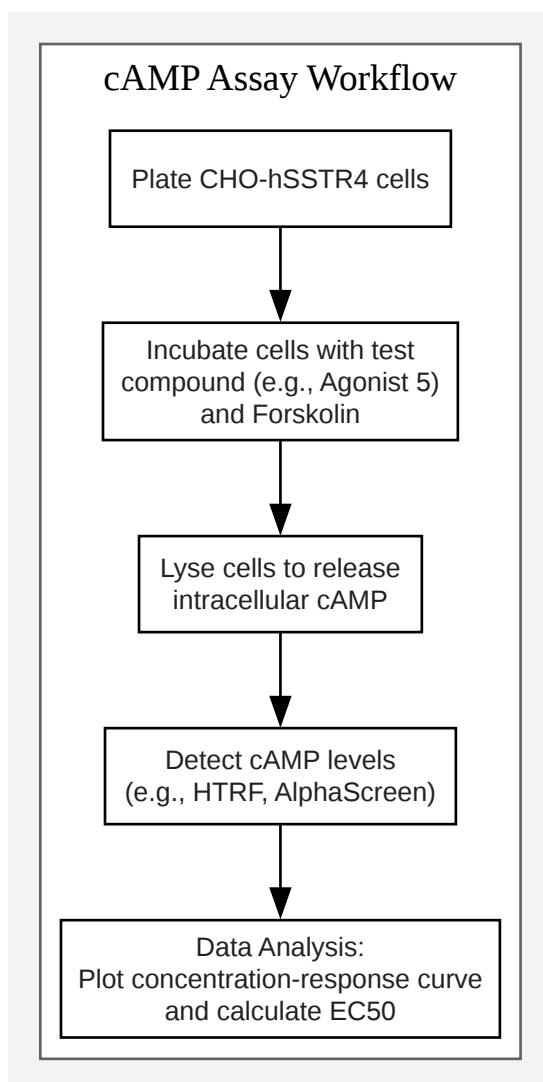 cAMP Assay Workflow
Plate CHO-hSSTR4 cells
Incubate cells with test
compound (e.g., Agonist 5)
and Forskolin
Lyse cells to release
intracellular cAMP
Detect cAMP levels
(e.g., HTRF, AlphaScreen)
Data Analysis:
Plot concentration-response curve
and calculate EC50